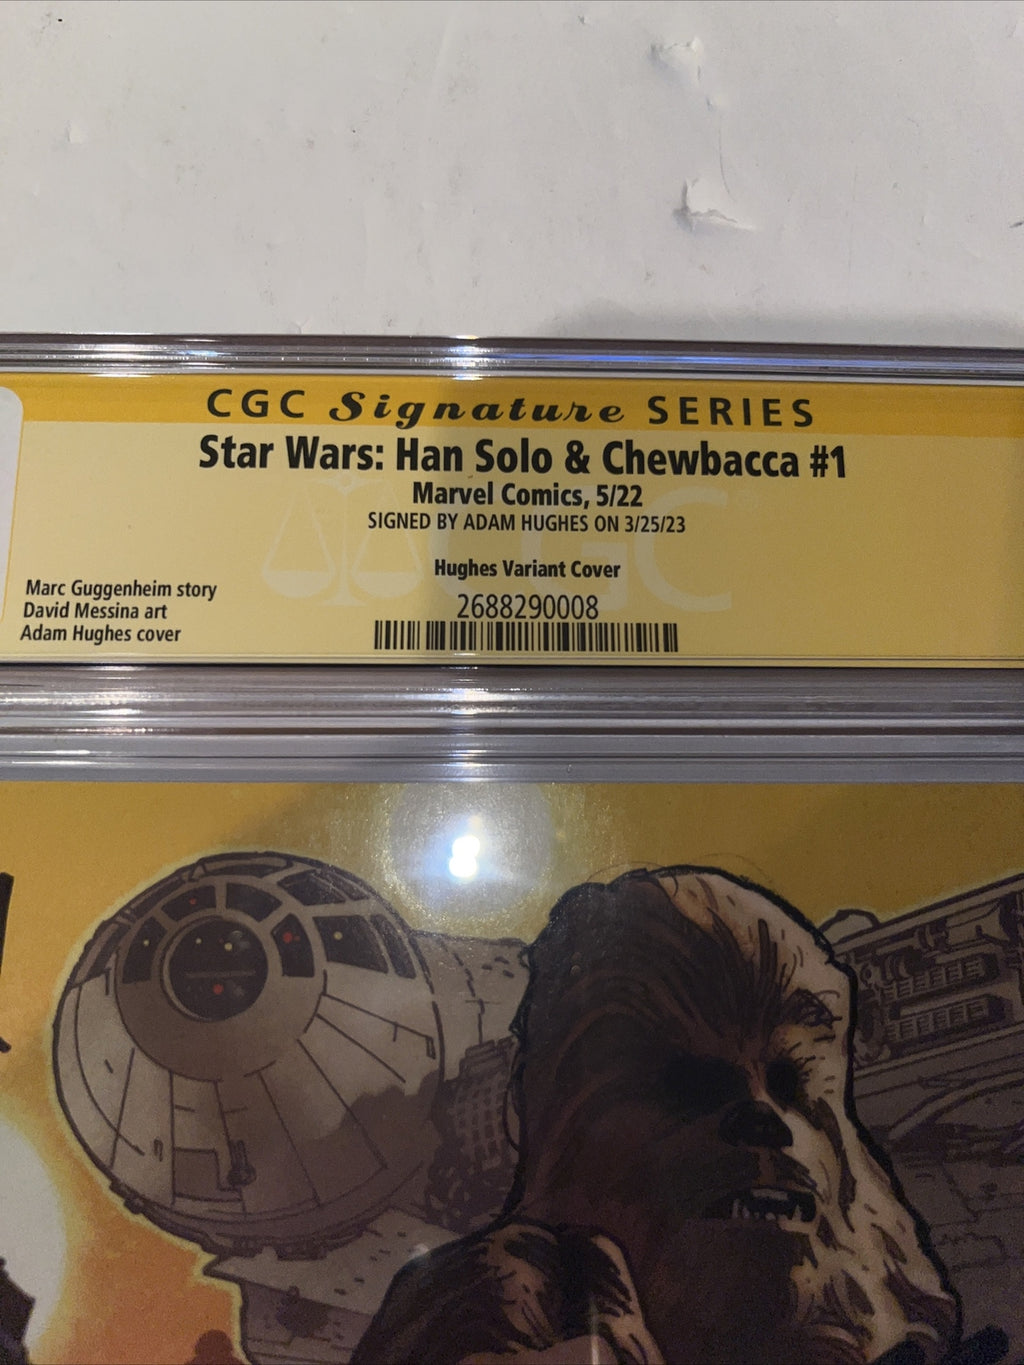 CGC Signature SERIES
Star Wars: Han Solo & Chewbacca #1
Marvel Comics, 5/22
SIGNED BY ADAM HUGHES ON 3/25/23
Hughes Variant Cover
2688290008
Marc Guggenheim story
David Messina art
Adam Hughes cover
CGC